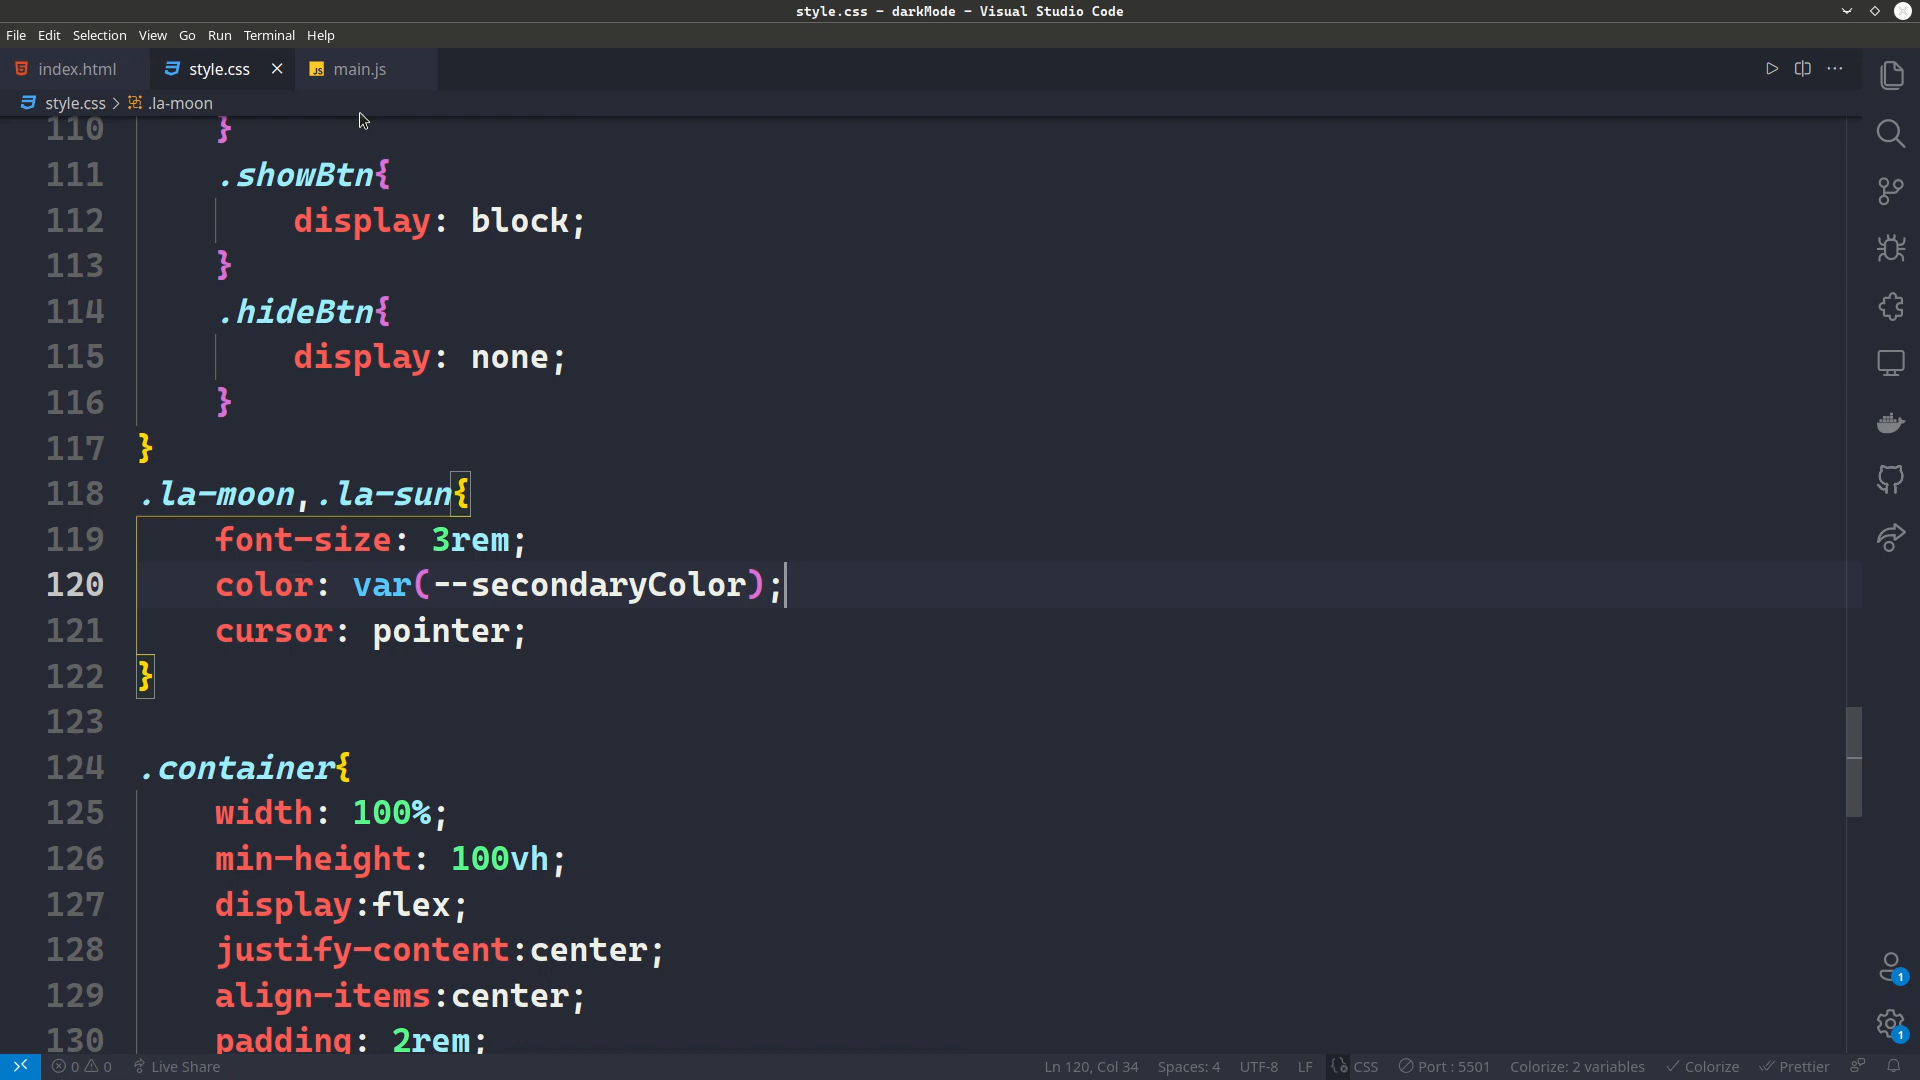 style.css - darkMode - Visual Studio Code
File Edit Selection View Go Run Terminal Help
index.html style.css JS main.js
style.css > .la-moon
110 }
111 .showBtn{
112 display: block;
113 }
114 .hideBtn{
115 display: none;
116 }
117 }
118 .la-moon,.la-sun{
119 font-size: 3rem;
120 color: var(--secondaryColor);
121 cursor: pointer;
122 }
123
124 .container{
125 width: 100%;
126 min-height: 100vh;
127 display:flex;
128 justify-content:center;
129 align-items:center;
130 padding: 2rem;
1
1
0 0 Live Share Ln 120, Col 34 Spaces: 4 UTF-8 LF CSS Port : 5501 Colorize: 2 variables Colorize Prettier